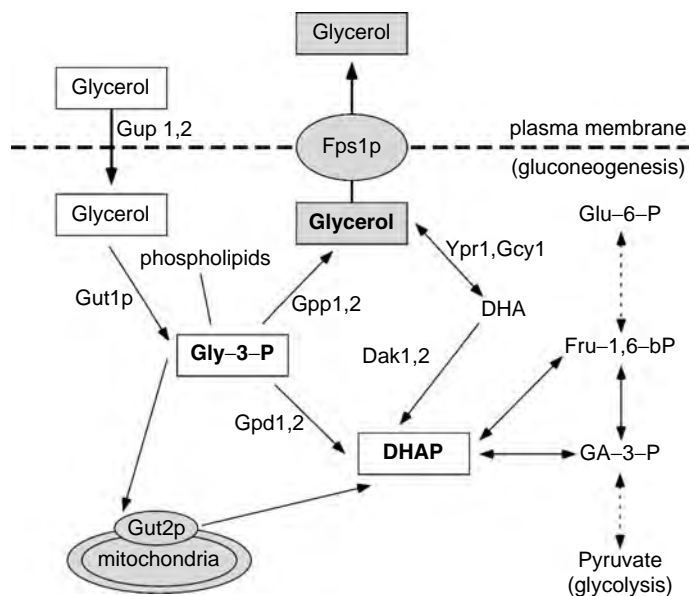 Glycerol
Glycerol
Gup 1,2
plasma membrane
Fps1p
(gluconeogenesis)
Glycerol
Glycerol
Glu–6–P
Ypr1,Gcy1
phospholipids
Gut1p
Gpp1,2
DHA
Gly–3–P
Dak1,2
Fru–1,6–bP
Gpd1,2
DHAP
GA–3–P
Gut2p
mitochondria
Pyruvate
(glycolysis)